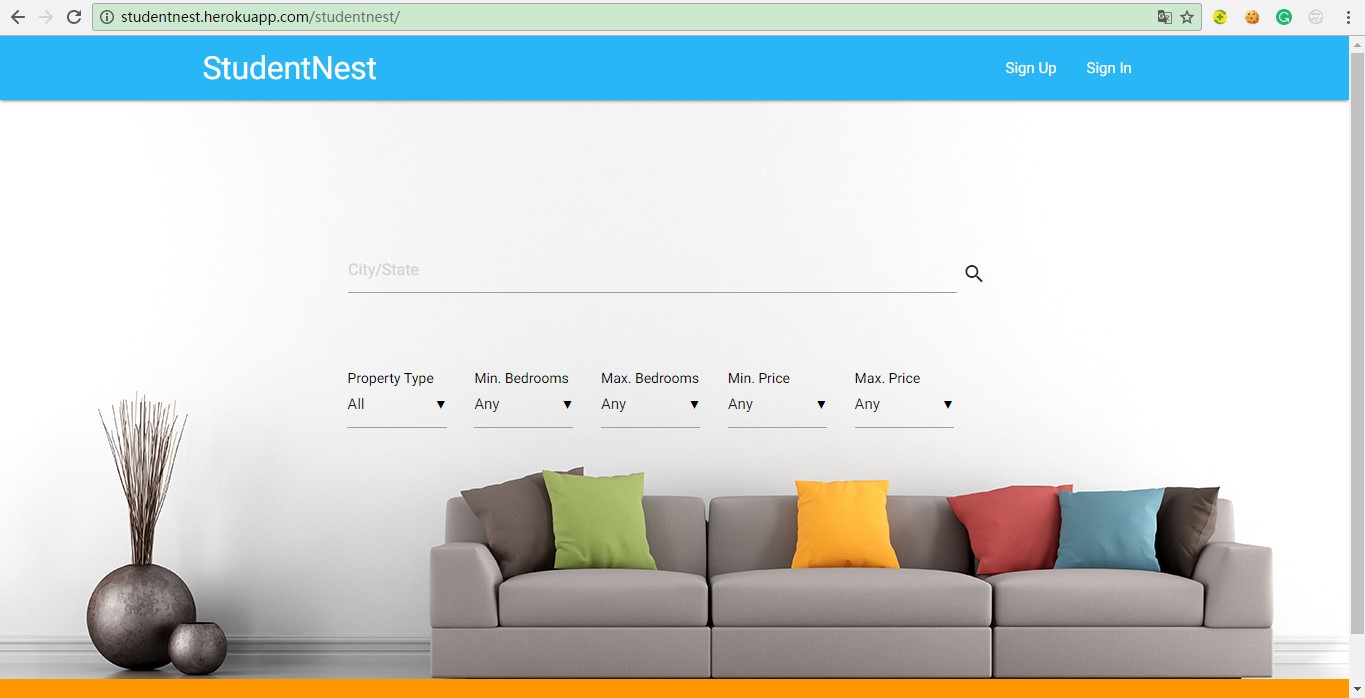 studentnest.herokuapp.com/studentnest/
StudentNest
Sign Up
Sign In
City/State
Property Type Min. Bedrooms Max. Bedrooms Min. Price Max. Price
All Any Any Any Any